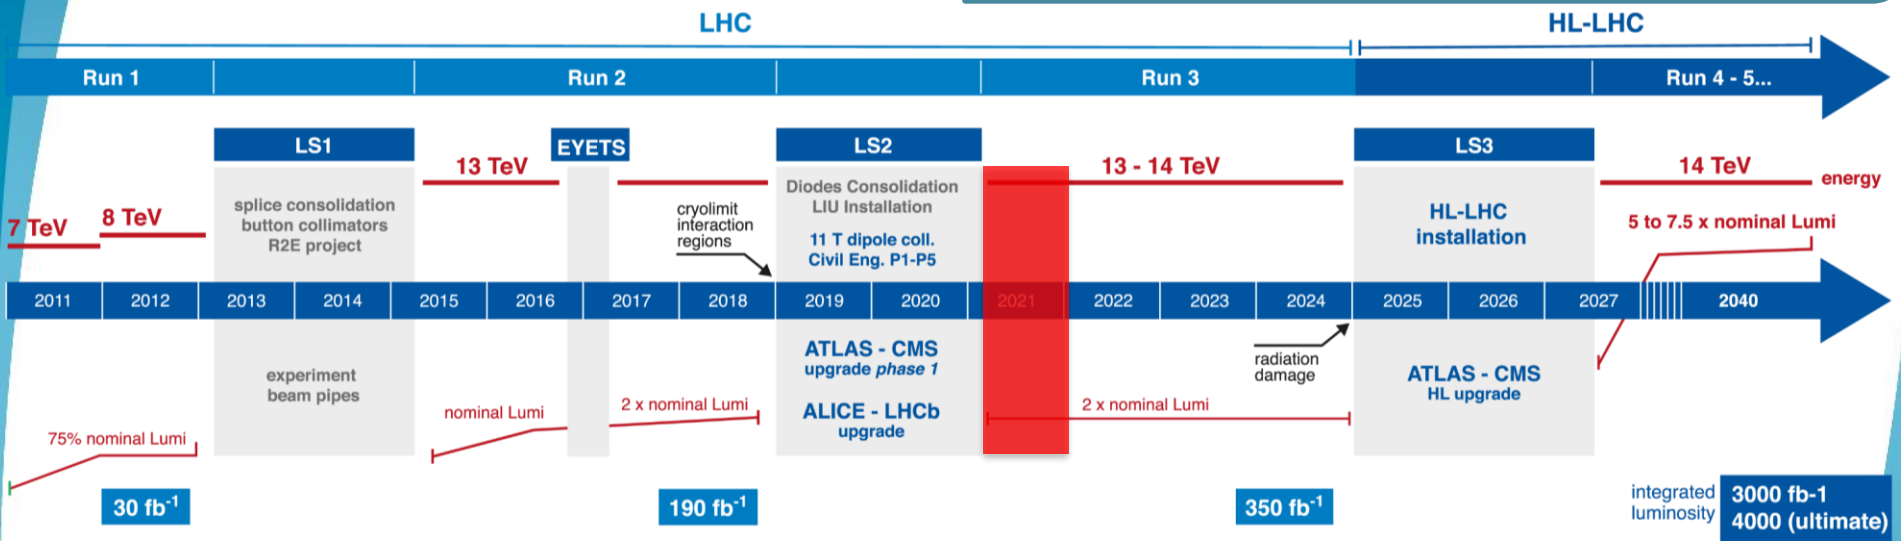 LHC
HL-LHC
Run 1
Run 2
Run 3
Run 4 - 5...
LS1
EYETS
LS2
LS3
13 TeV
13 - 14 TeV
14 TeV
energy
7 TeV
8 TeV
splice consolidation
button collimators
R2E project
cryolimit
interaction
regions
Diodes Consolidation
LIU Installation
11 T dipole coll.
Civil Eng. P1-P5
HL-LHC
installation
5 to 7.5 x nominal Lumi
2011
2012
2013
2014
2015
2016
2017
2018
2019
2020
2021
2022
2023
2024
2025
2026
2027
2040
75% nominal Lumi
experiment
beam pipes
nominal Lumi
2 x nominal Lumi
ATLAS - CMS
upgrade phase 1
ALICE - LHCb
upgrade
2 x nominal Lumi
radiation
damage
ATLAS - CMS
HL upgrade
30 fb-1
190 fb-1
350 fb-1
integrated
luminosity
3000 fb-1
4000 (ultimate)